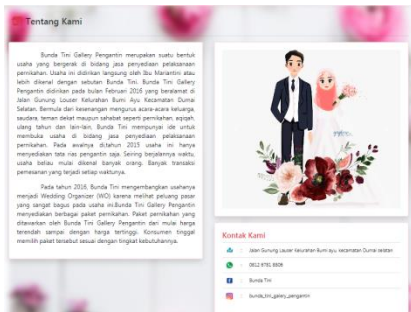 Tentang Kami
Bunda Tini Gallery Pengantin merupakan suatu bentuk
usaha yang bergerak di bidang jasa penyediaan pelaksanaan
pernikahan. Usaha ini didirikan langsung oleh Ibu Mariantini atau
lebih dikenal dengan sebutan Bunda Tini. Bunda Tini Gallery
Pengantin didirikan pada bulan Februari 2016 yang beralamat di
Jalan Gunung Louser Kelurahan Bumi Ayu Kecamatan Dumai
Selatan. Bermula dari kesenangan mengurus acara-acara keluarga,
saudara, teman dekat maupun sahabat seperti pernikahan, aqiqah,
ulang tahun dan lain-lain, Bunda Tini mempunyai ide untuk
membuka usaha di bidang jasa penyediaan pelaksanaan
pernikahan. Pada awalnya ditahun 2015 usaha ini hanya
menyediakan tata rias pengantin saja. Seiring berjalannya waktu,
usaha beliau mulai dikenal banyak orang. Banyak transaksi
pemesanan yang terjadi setiap waktunya.
Pada tahun 2016, Bunda Tini mengembangkan usahanya
menjadi Wedding Organizer (WO) karena melihat peluang pasar
yang sangat bagus pada usaha ini.Bunda Tini Gallery Pengantin
menyediakan berbagai paket pernikahan. Paket pernikahan yang
ditawarkan oleh Bunda Tini Gallery Pengantin dari mulai harga
terendah sampai dengan harga tertinggi. Konsumen tinggal
memilih paket tersebut sesuai dengan tingkat kebutuhannya.
Kontak Kami
: Jalan Gunung Louser Kelurahan Bumi Ayu Kecamatan Dumai Selatan
: 0812 6781 6606
: Bunda Tini
: bunda_tini_galery_pengantin